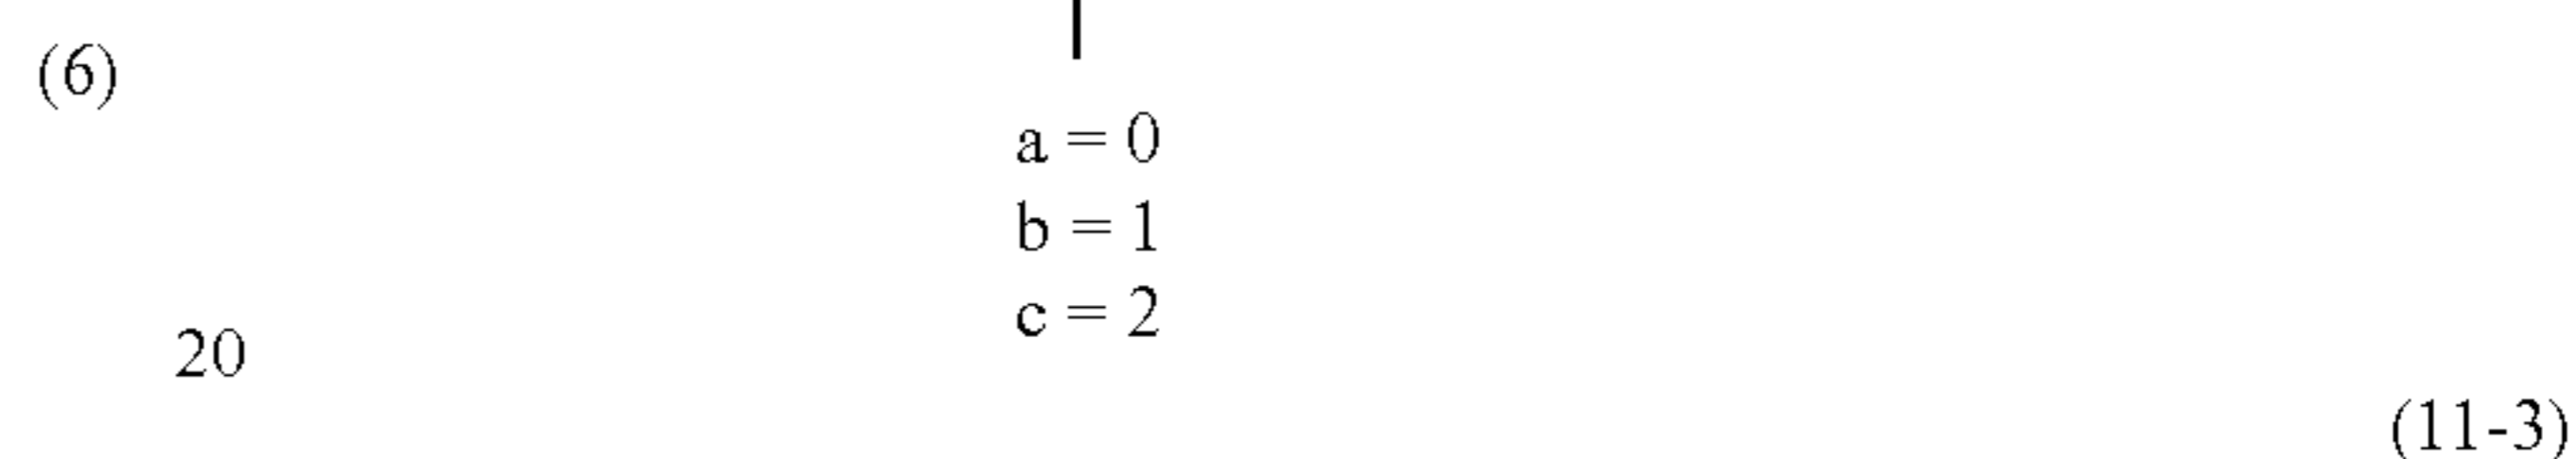 (6)
a = 0
b = 1
c = 2
20
(11-3)